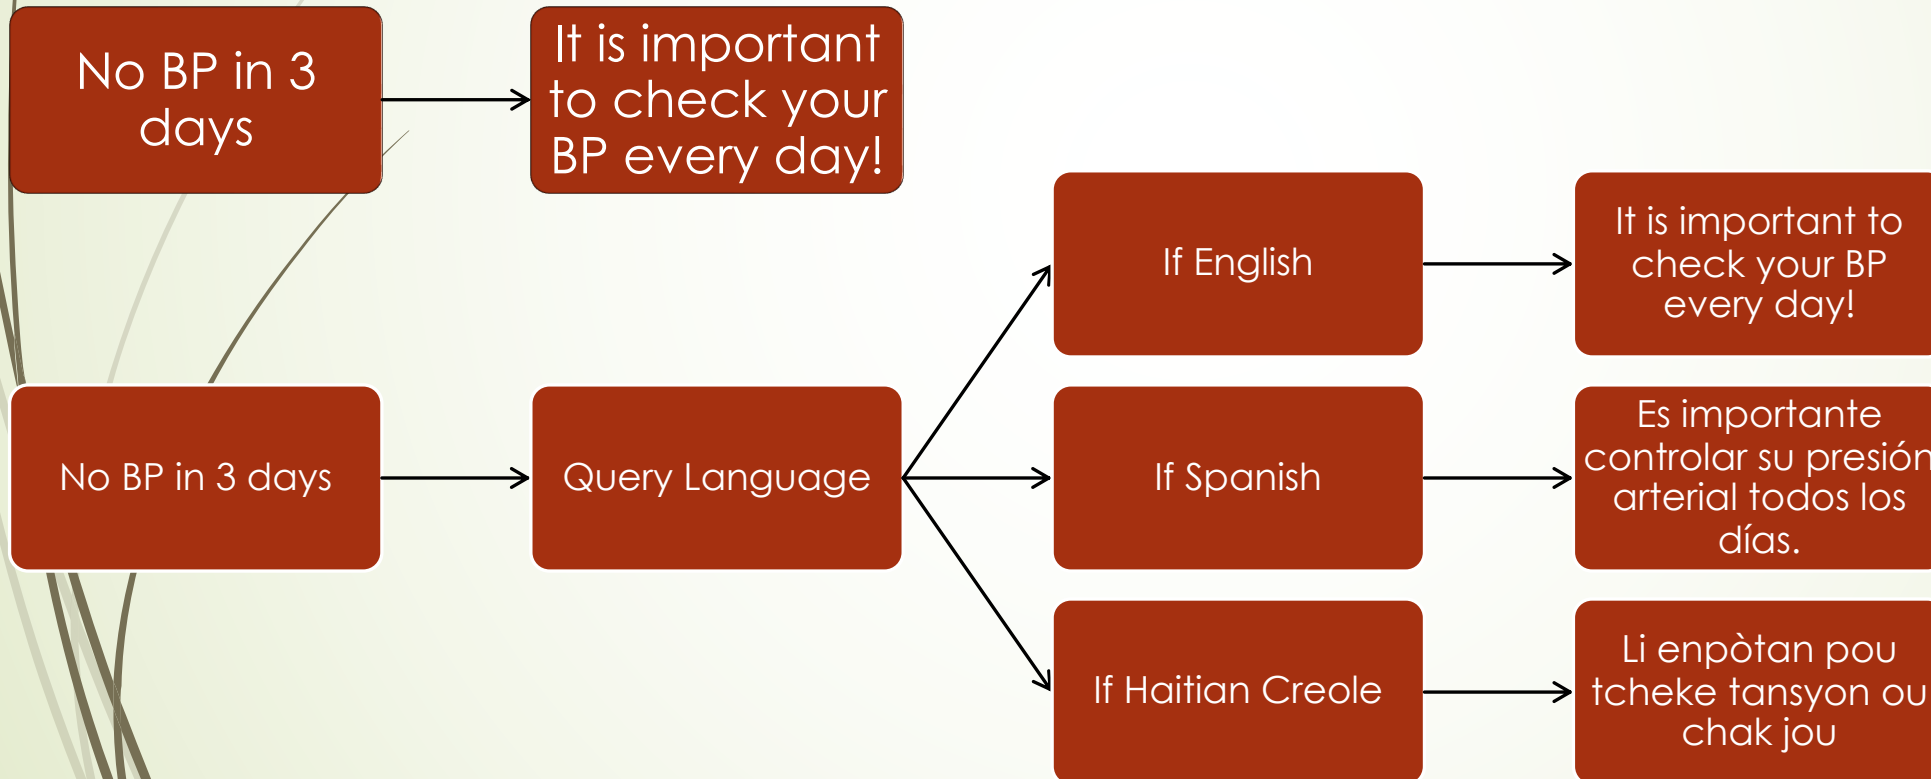 No BP in 3
days
It is important
to check your
BP every day!
No BP in 3 days
Query Language
If English
It is important to
check your BP
every day!
If Spanish
Es importante
controlar su presión
arterial todos los
días.
If Haitian Creole
Li enpòtan pou
tcheke tansyon ou
chak jou